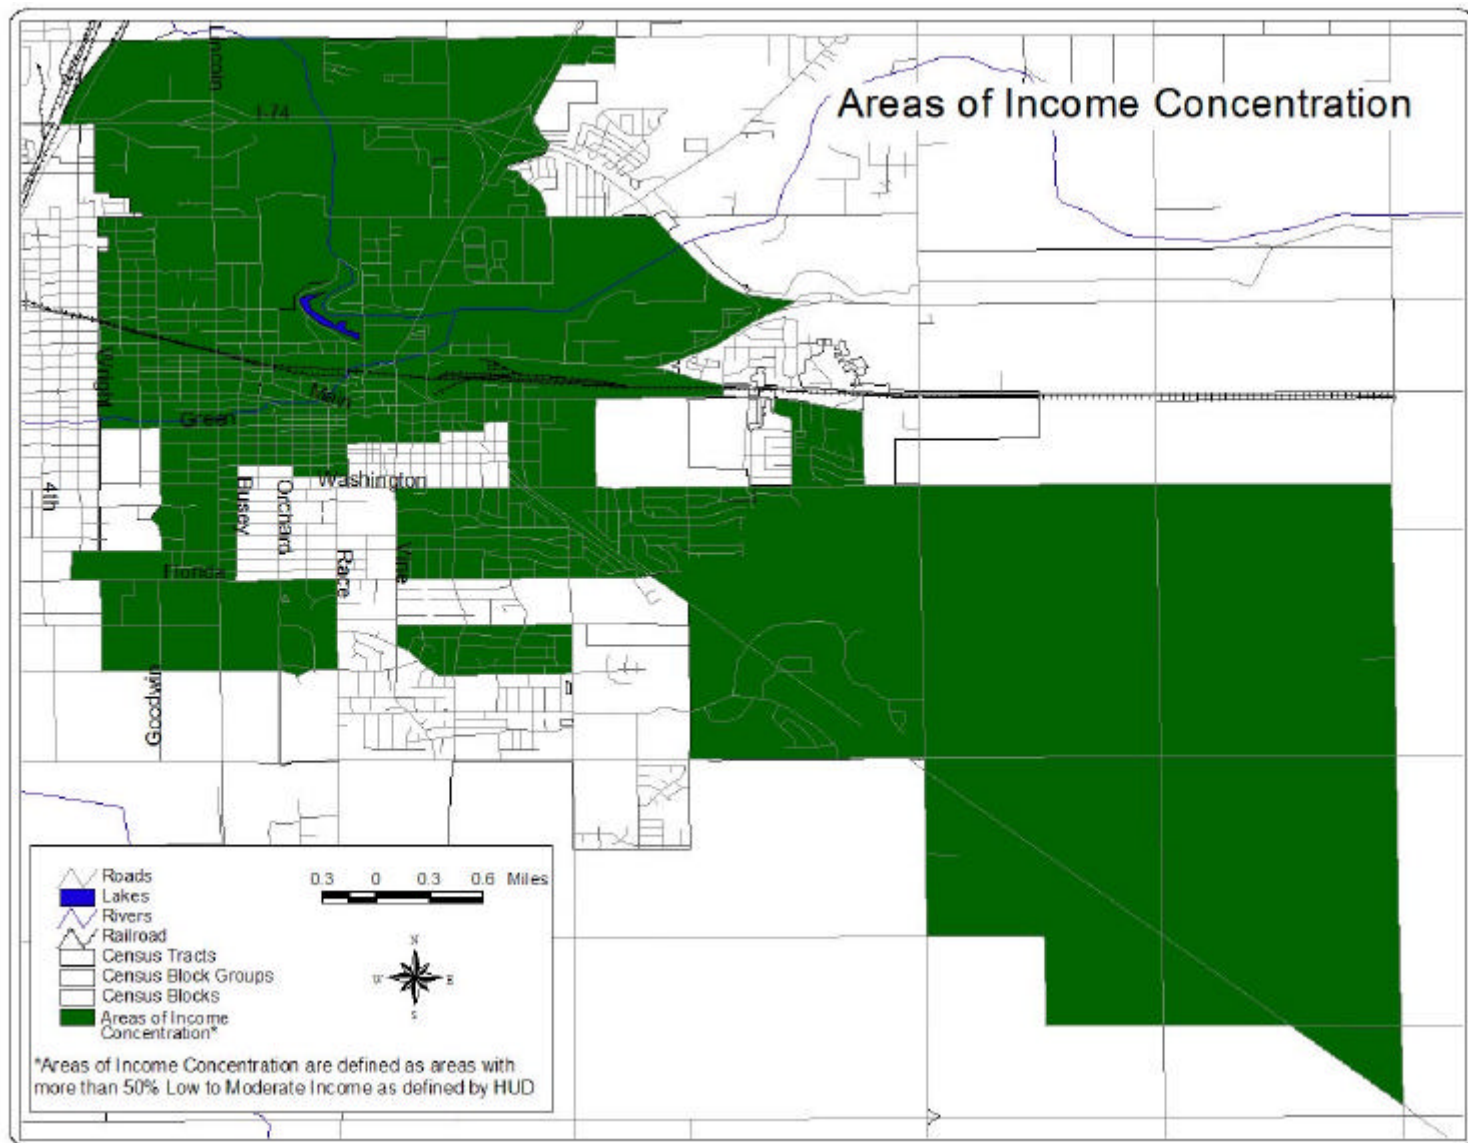 Lincoln
I-74
Areas of Income Concentration
Wright
Main
Green
Washington
4th
Busey
Orchard
Race
Vine
Florida
Goodwin
Roads
Lakes
Rivers
Railroad
Census Tracts
Census Block Groups
Census Blocks
Areas of Income
Concentration*
0.3 0 0.3 0.6 Miles
N
W E
S
*Areas of Income Concentration are defined as areas with
more than 50% Low to Moderate Income as defined by HUD